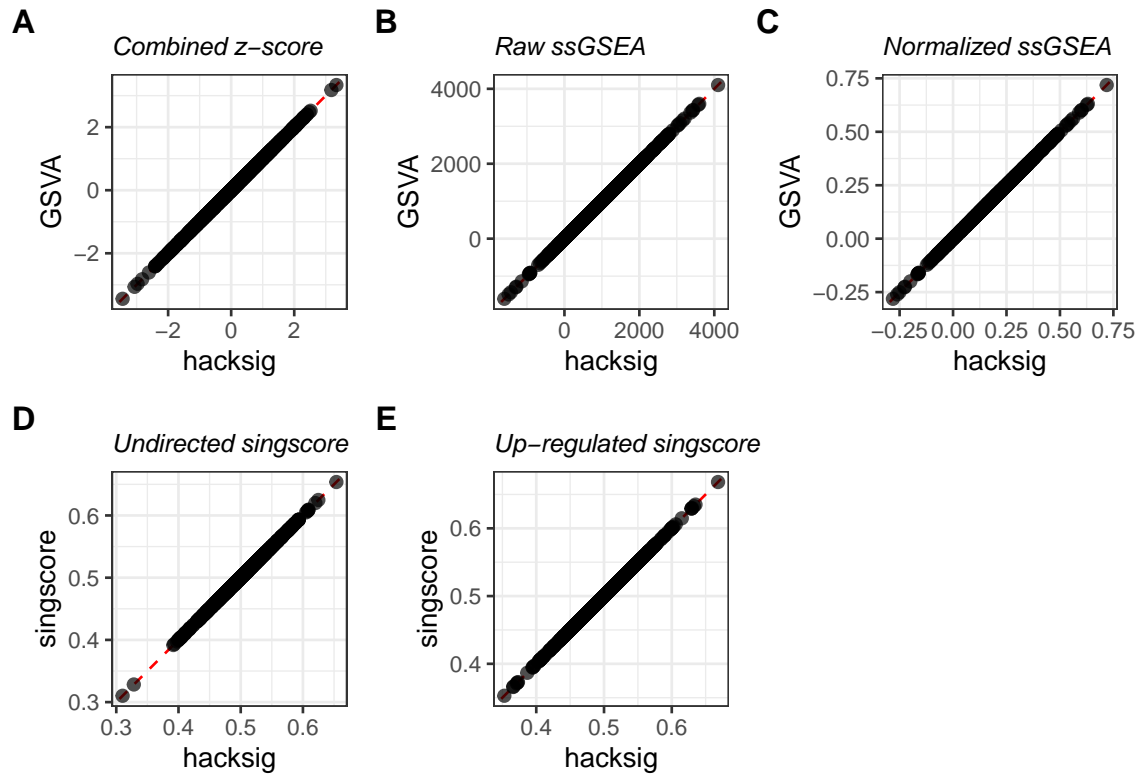 A
Combined z−score
GSVA
2
0
−2
−2 0 2
hacksig
B
Raw ssGSEA
GSVA
4000
2000
0
0 2000 4000
hacksig
C
Normalized ssGSEA
GSVA
0.75
0.50
0.25
0.00
−0.25
−0.25 0.00 0.25 0.50 0.75
hacksig
D
Undirected singscore
singscore
0.6
0.5
0.4
0.3
0.3 0.4 0.5 0.6
hacksig
E
Up−regulated singscore
singscore
0.6
0.5
0.4
0.4 0.5 0.6
hacksig